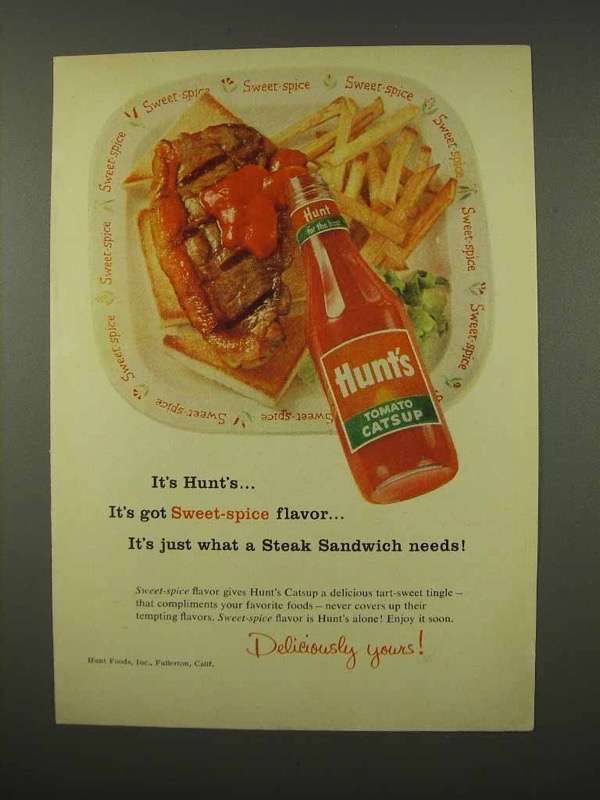 Sweet-spice
Sweet-spice
Sweet-spice
Sweet-spice
Sweet-spice
Sweet-spice
Sweet-spice
Sweet-spice
Sweet-spice
Sweet-spice
Sweet-spice
Hunt
for the best
Hunt's
TOMATO
CATSUP
It's Hunt's...
It's got Sweet-spice flavor...
It's just what a Steak Sandwich needs!
Sweet-spice flavor gives Hunt's Catsup a delicious tart-sweet tingle –
that compliments your favorite foods – never covers up their
tempting flavors. Sweet-spice flavor is Hunt's alone! Enjoy it soon.
Deliciously yours!
Hunt Foods, Inc., Fullerton, Calif.